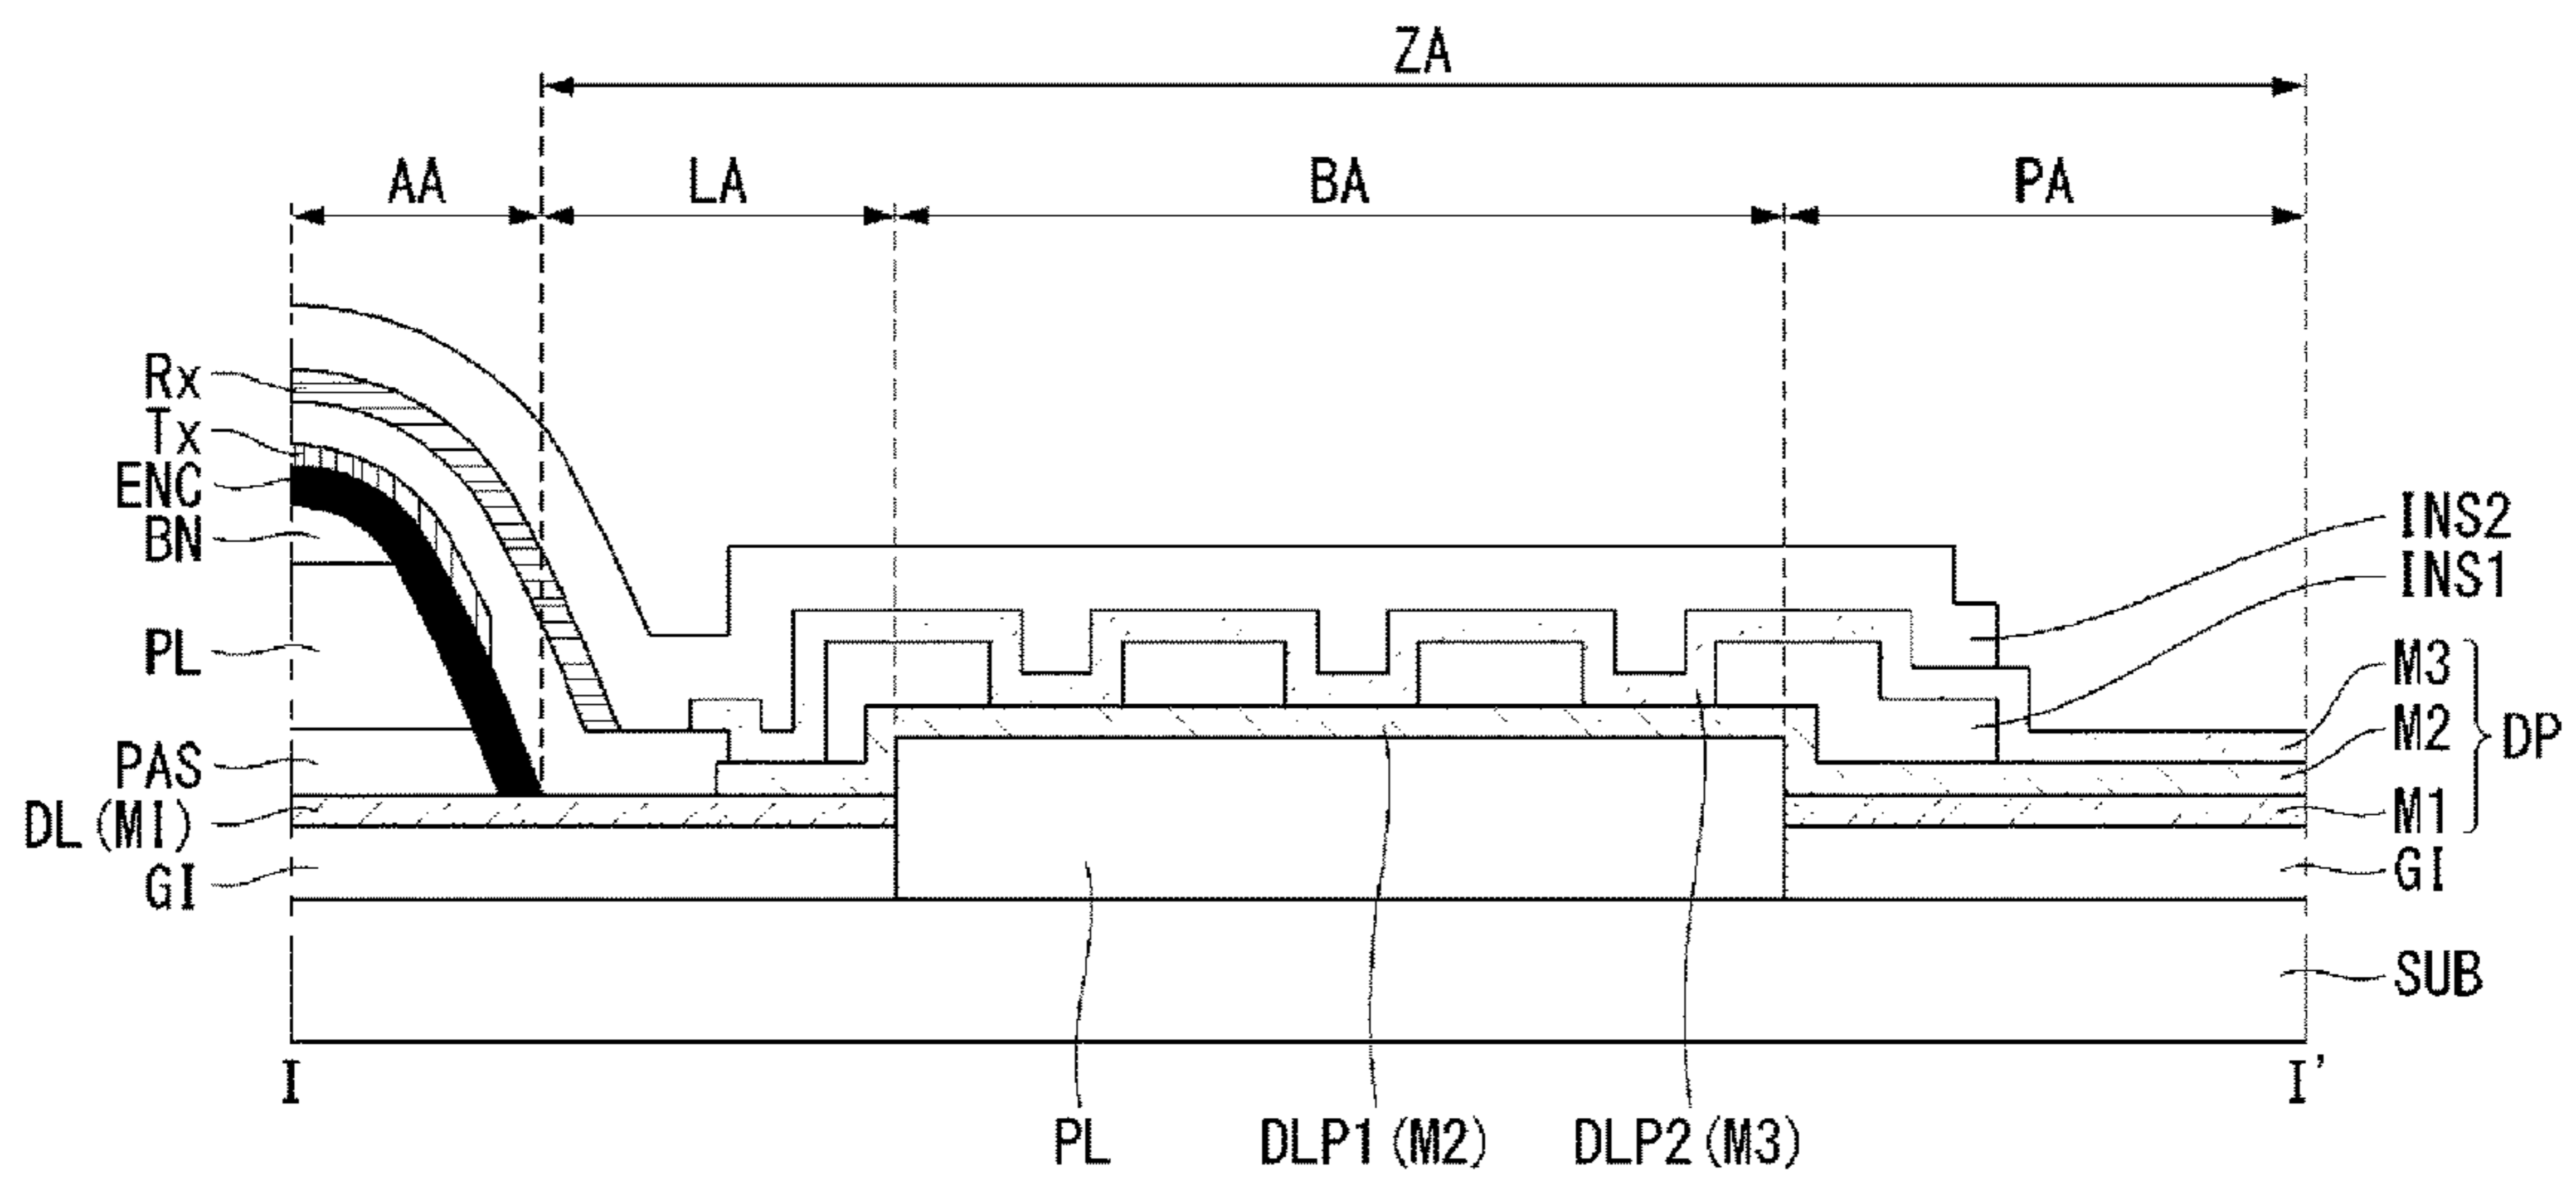 ZA
AA LA BA PA
Rx
Tx
ENC
BN
PL
PAS
DL(MI)
GI
INS2
INS1
M3
M2
M1
DP
GI
SUB
I I'
PL DLP1(M2) DLP2(M3)